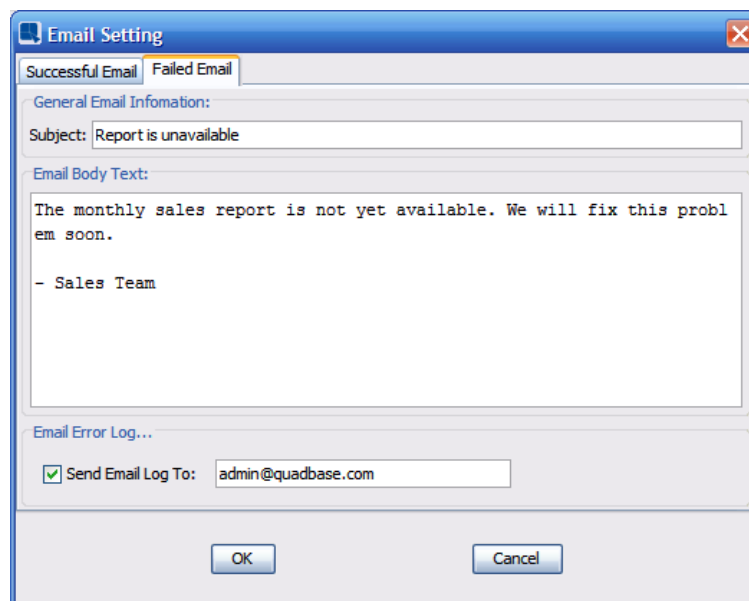 Email Setting
Successful Email Failed Email
General Email Infomation:
Subject: Report is unavailable
Email Body Text:
The monthly sales report is not yet available. We will fix this probl
em soon.
- Sales Team
Email Error Log...
Send Email Log To: admin@quadbase.com
OK Cancel